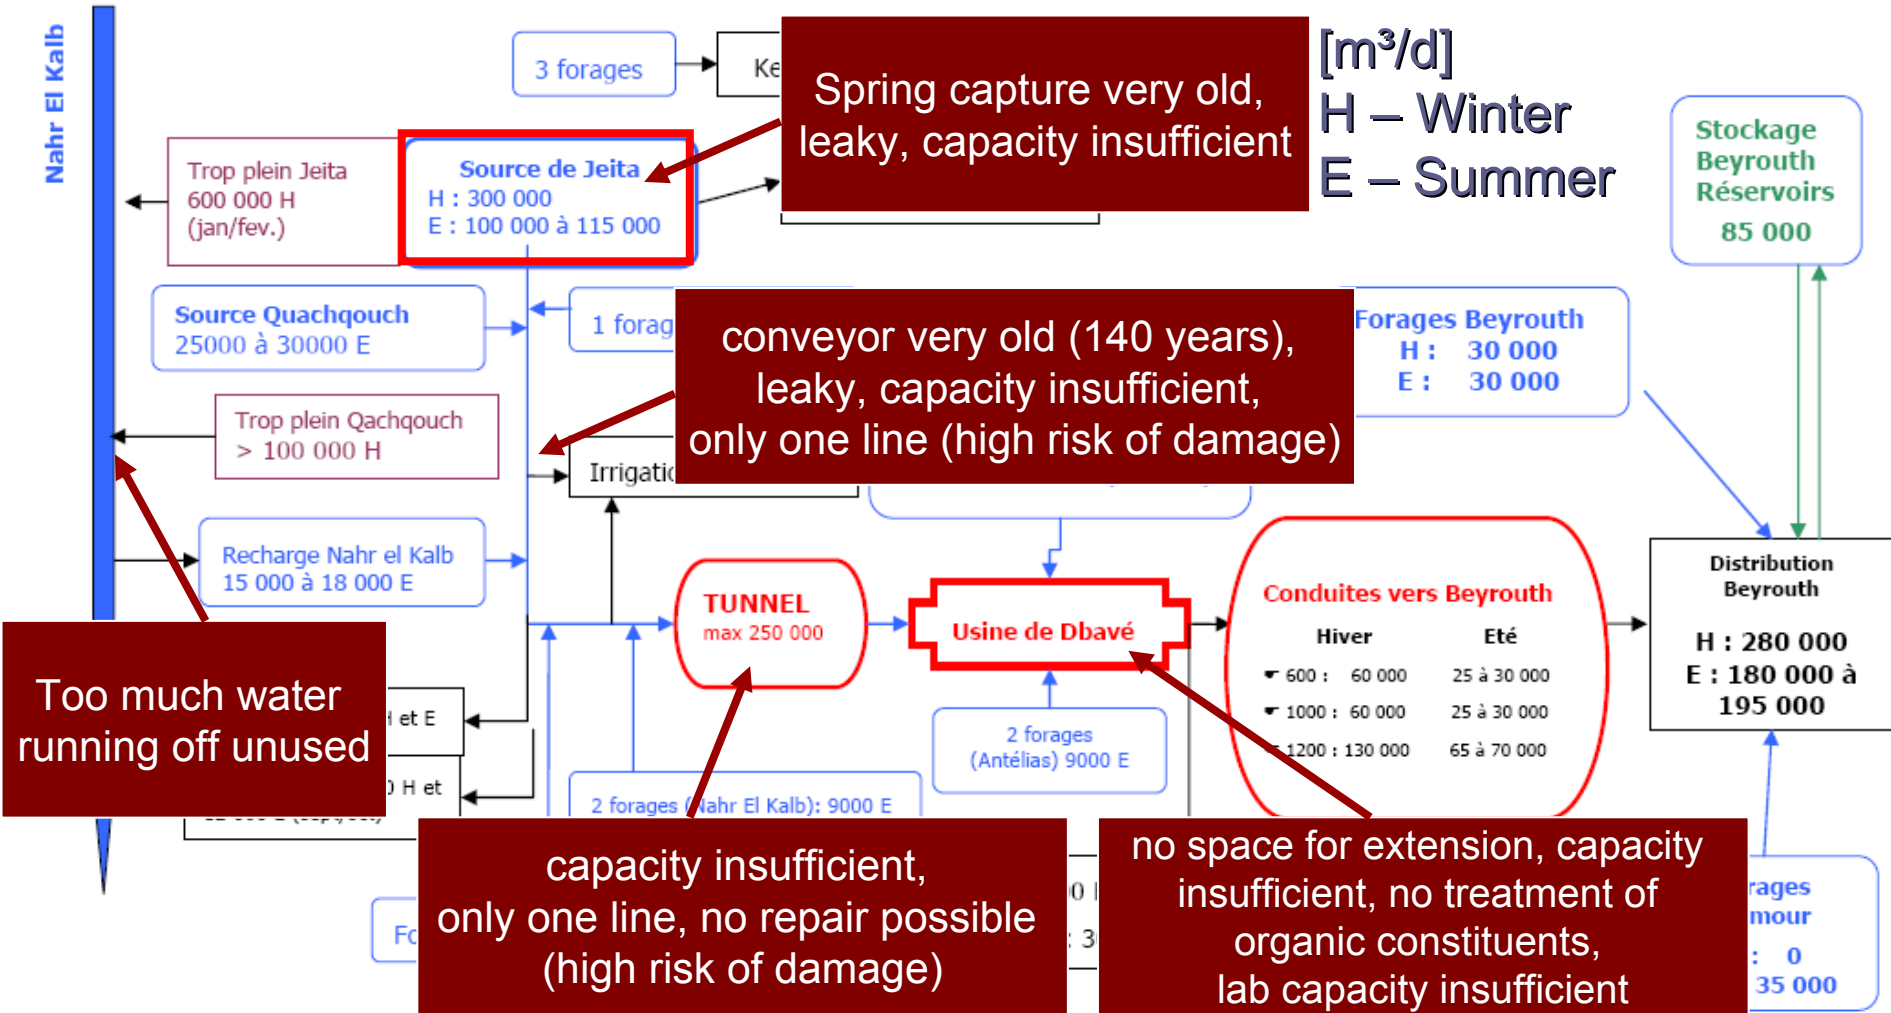 Nahr El Kalb
3 forages
Spring capture very old,
leaky, capacity insufficient
[m³/d]
H – Winter
E – Summer
Stockage
Beyrouth
Réservoirs
85 000
Trop plein Jeita
600 000 H
(jan/fev.)
Source de Jeita
H : 300 000
E : 100 000 à 115 000
Source Quachqouch
25000 à 30000 E
1
conveyor very old (140 years),
leaky, capacity insufficient,
only one line (high risk of damage)
Forages Beyrouth
H : 30 000
E : 30 000
Trop plein Qachqouch
> 100 000 H
Recharge Nahr el Kalb
15 000 à 18 000 E
TUNNEL
max 250 000
Usine de Dbayé
Conduites vers Beyrouth
Hiver Eté
☛ 600 : 60 000 25 à 30 000
☛ 1000 : 60 000 25 à 30 000
1200 : 130 000 65 à 70 000
Distribution
Beyrouth
H : 280 000
E : 180 000 à
195 000
Too much water
running off unused
H et E
H et
2 forages
(Antélias) 9000 E
2 forages (Nahr El Kalb): 9000 E
capacity insufficient,
only one line, no repair possible
(high risk of damage)
no space for extension, capacity
insufficient, no treatment of
organic constituents,
lab capacity insufficient
: 0
35 000